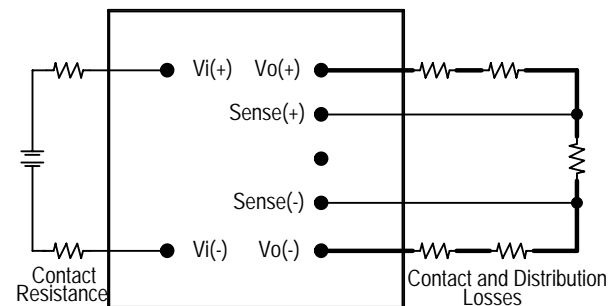 Vi(+) Vo(+)
Sense(+)
Sense(-)
Vi(-) Vo(-)
Contact
Resistance
Contact and Distribution
Losses